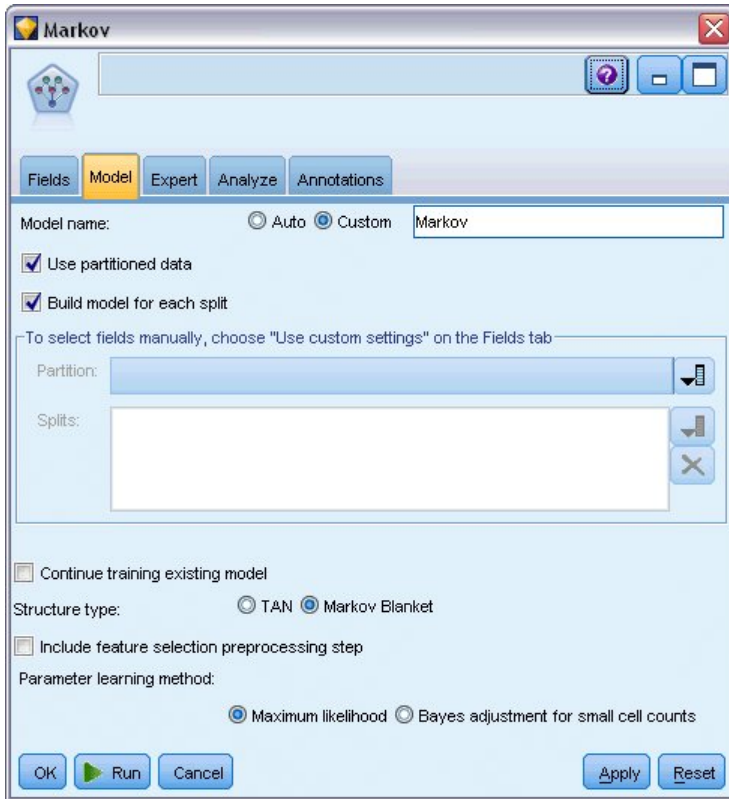 Markov
Fields Model Expert Analyze Annotations
Model name: Auto Custom Markov
Use partitioned data
Build model for each split
To select fields manually, choose "Use custom settings" on the Fields tab
Partition:
Splits:
Continue training existing model
Structure type: TAN Markov Blanket
Include feature selection preprocessing step
Parameter learning method:
Maximum likelihood Bayes adjustment for small cell counts
OK Run Cancel Apply Reset